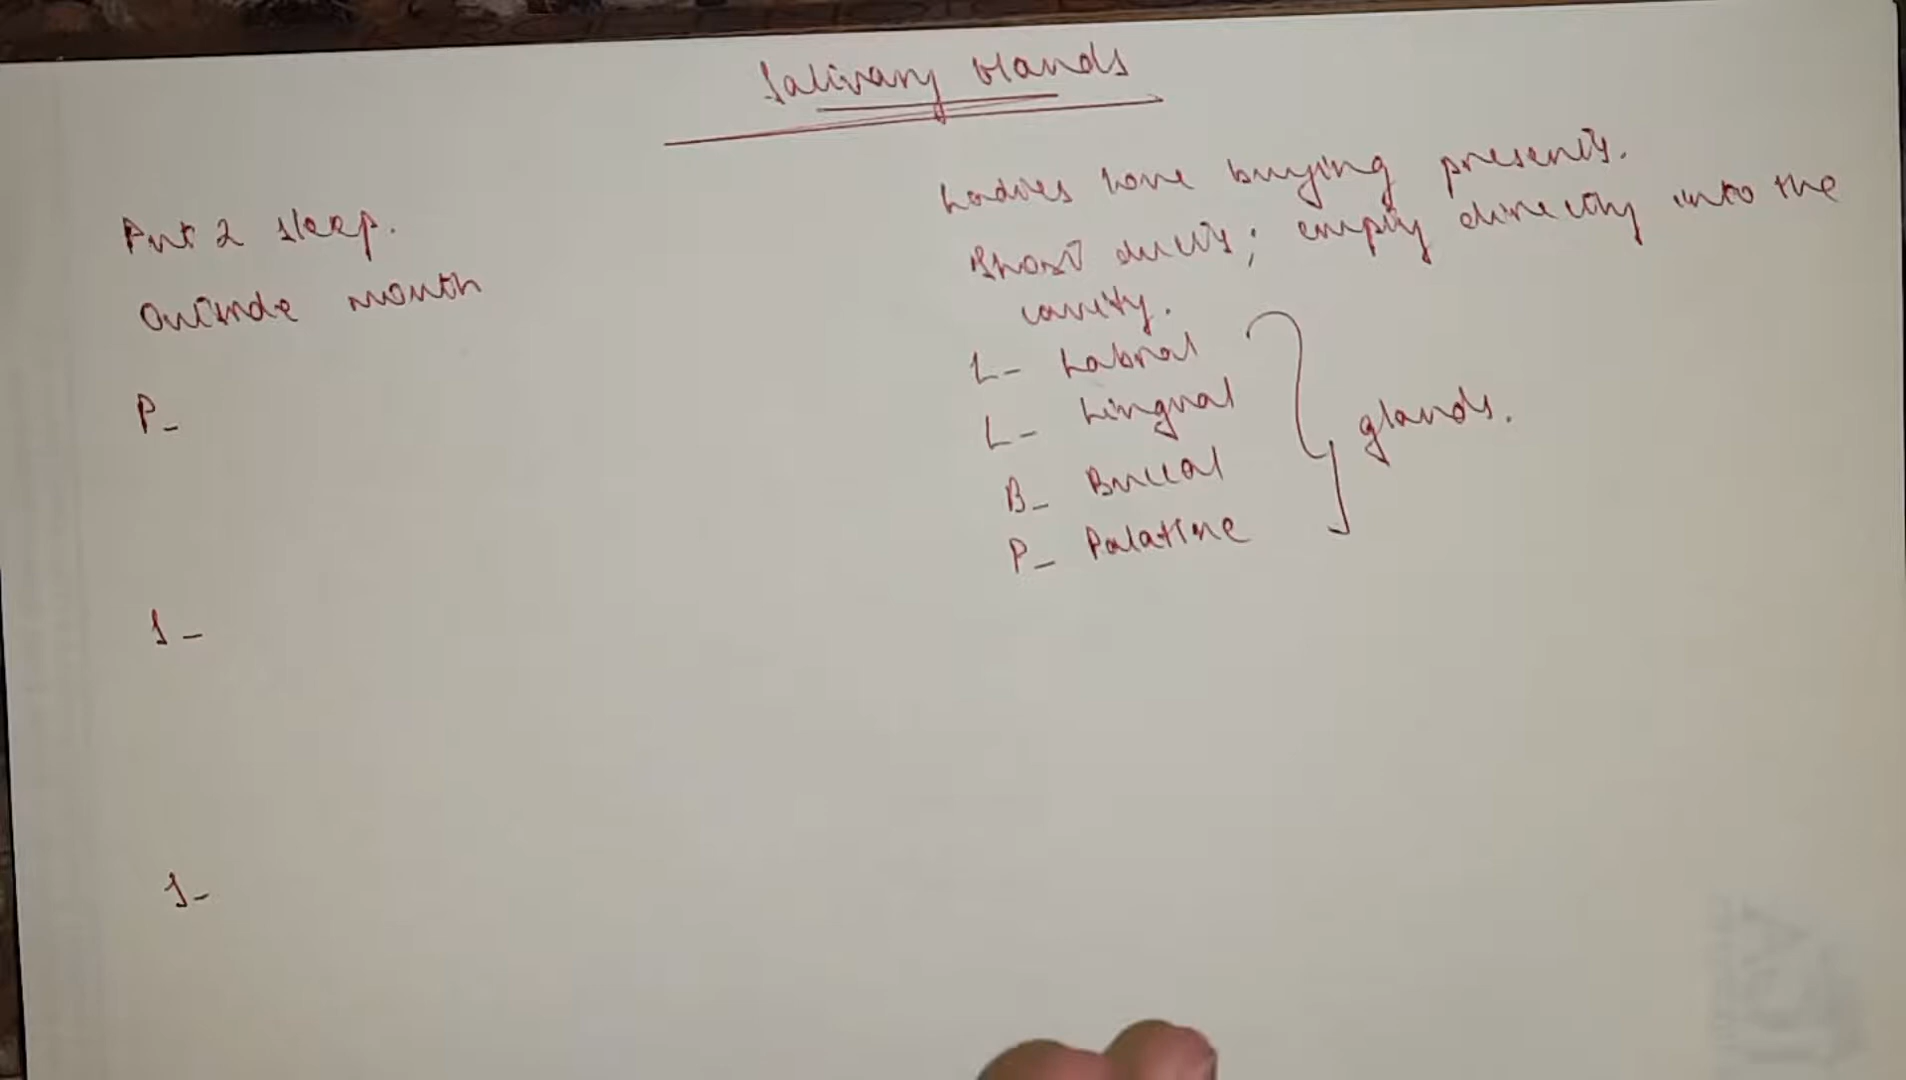 Salivary Glands
Put 2 sleep.
Outside mouth
P-
S-
S-
Ladies love buying presents.
Short ducts; empty directly into the
cavity.
L- Labial
L- Lingual
B- Buccal
P- Palatine
glands.